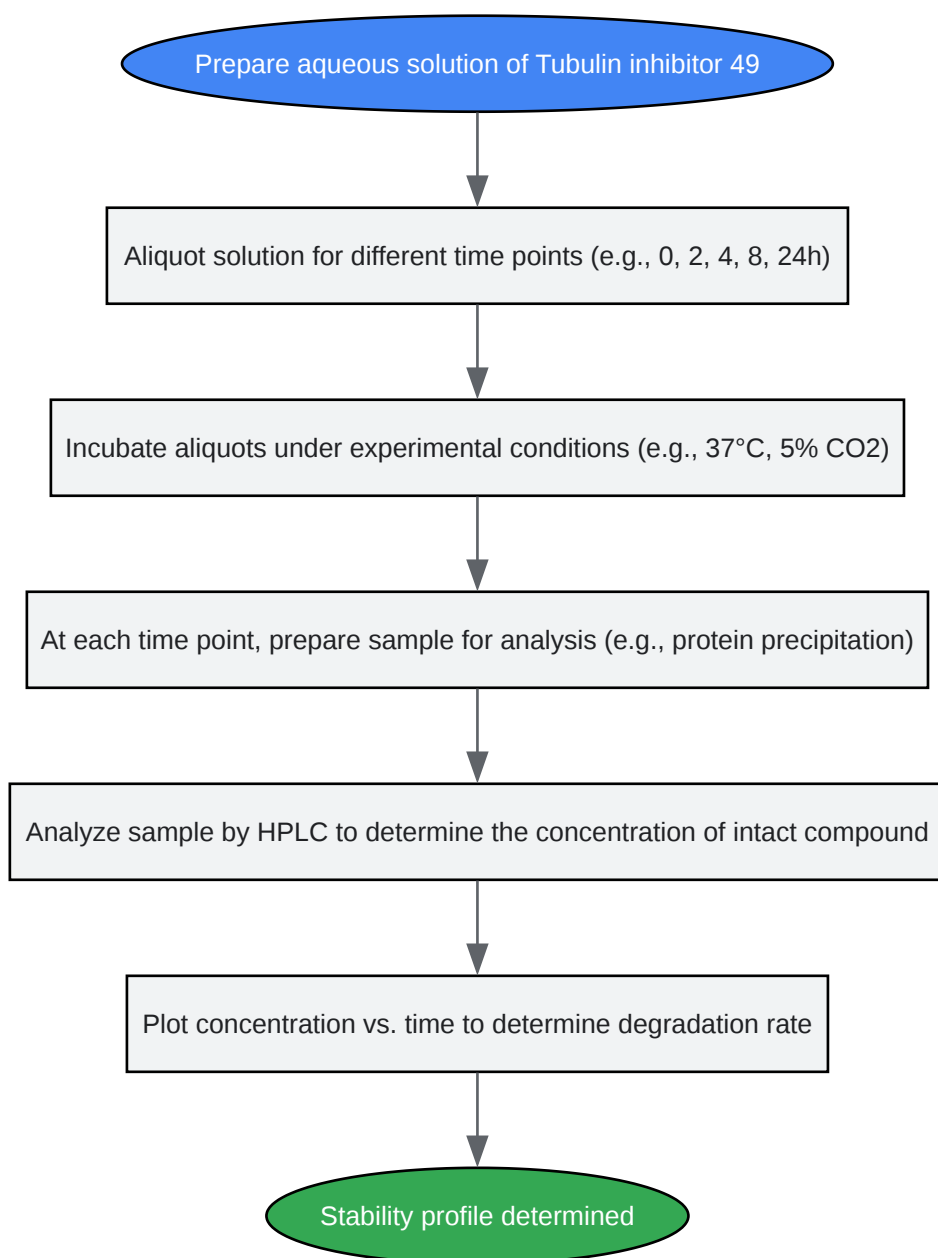 Prepare aqueous solution of Tubulin inhibitor 49
Aliquot solution for different time points (e.g., 0, 2, 4, 8, 24h)
Incubate aliquots under experimental conditions (e.g., 37°C, 5% CO2)
At each time point, prepare sample for analysis (e.g., protein precipitation)
Analyze sample by HPLC to determine the concentration of intact compound
Plot concentration vs. time to determine degradation rate
Stability profile determined